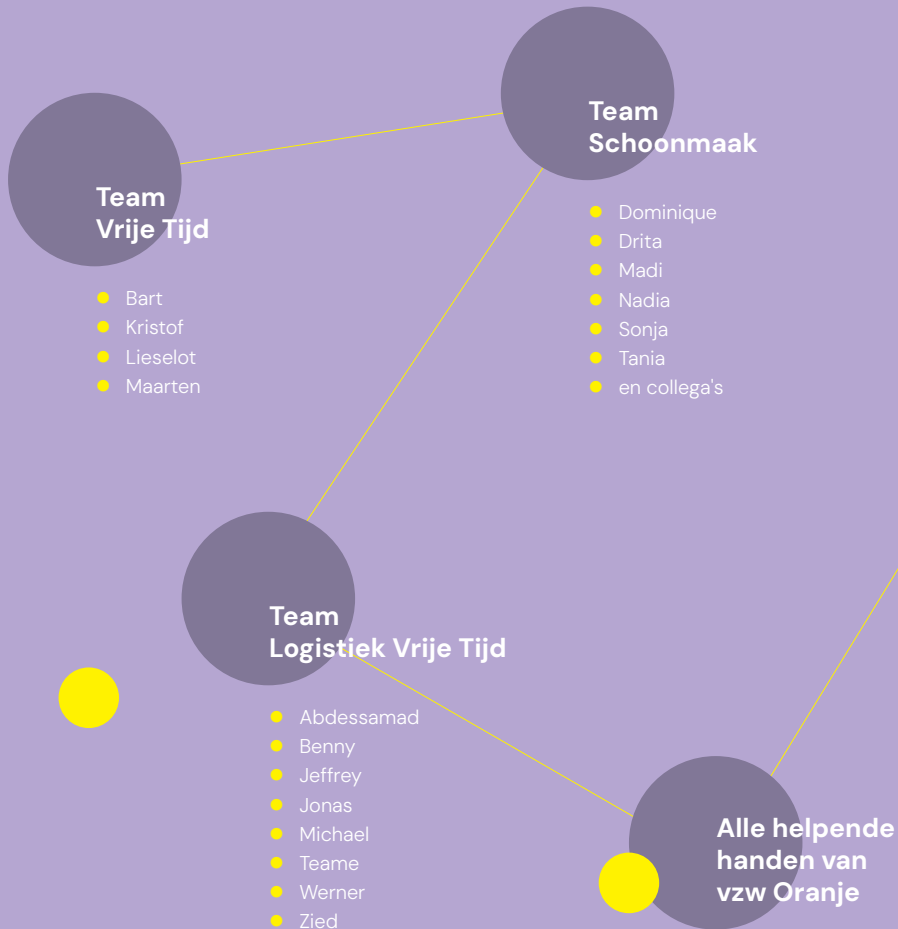 Team
Vrije Tijd
Bart
Kristof
Lieselot
Maarten
Team
Schoonmaak
Dominique
Drita
Madi
Nadia
Sonja
Tania
en collega's
Team
Logistiek Vrije Tijd
Abdessamad
Benny
Jeffrey
Jonas
Michael
Teame
Werner
Zied
Alle helpende
handen van
vzw Oranje